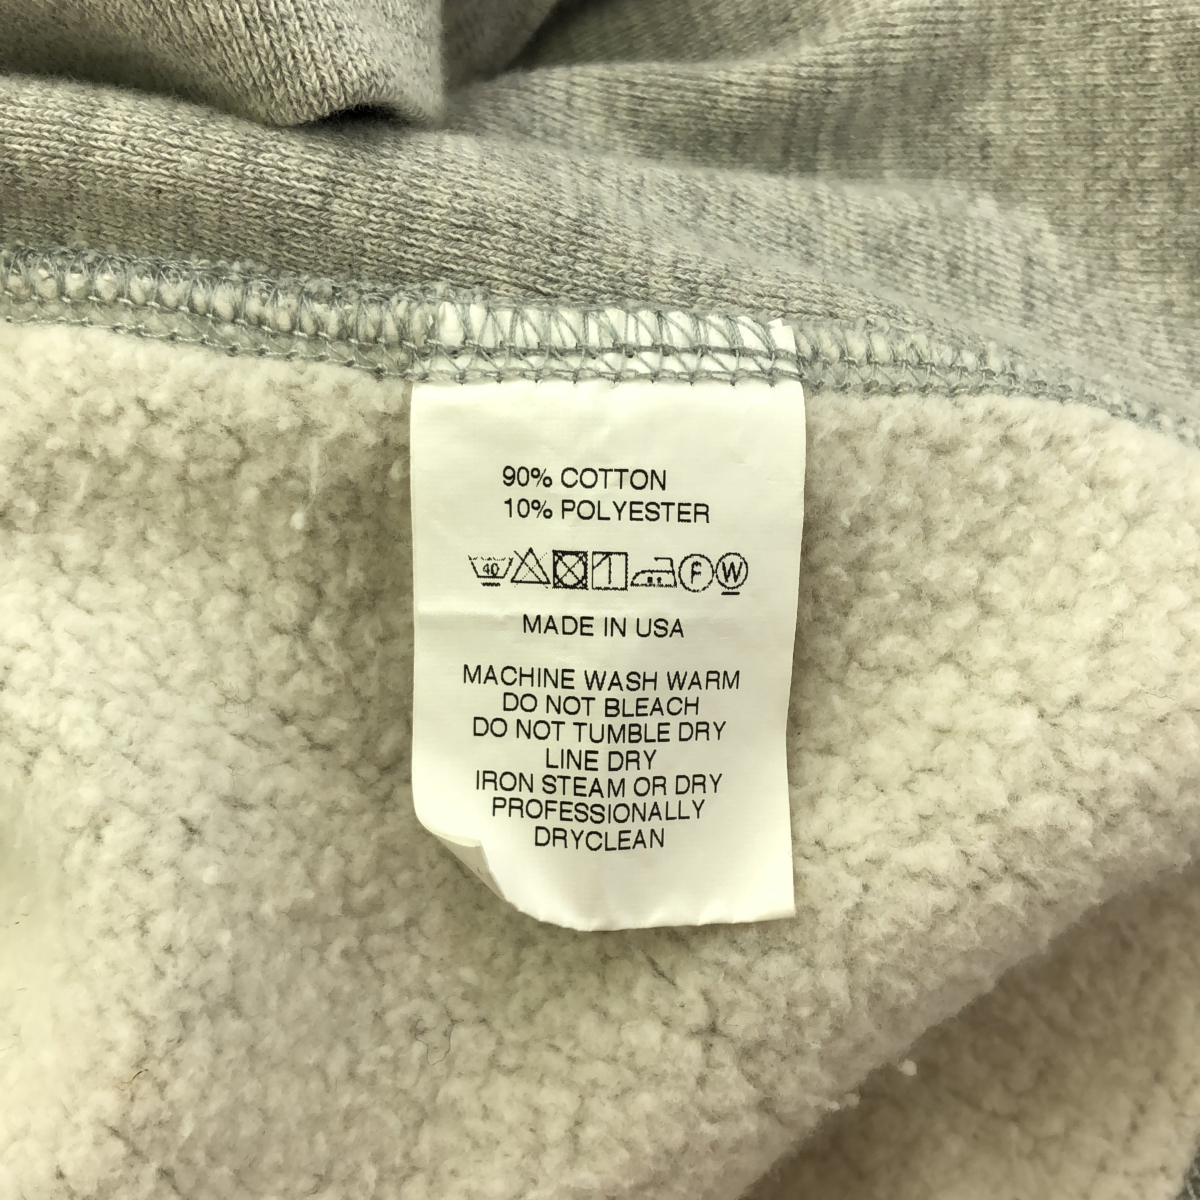 90% COTTON
10% POLYESTER
40 F W
MADE IN USA
MACHINE WASH WARM
DO NOT BLEACH
DO NOT TUMBLE DRY
LINE DRY
IRON STEAM OR DRY
PROFESSIONALLY
DRYCLEAN